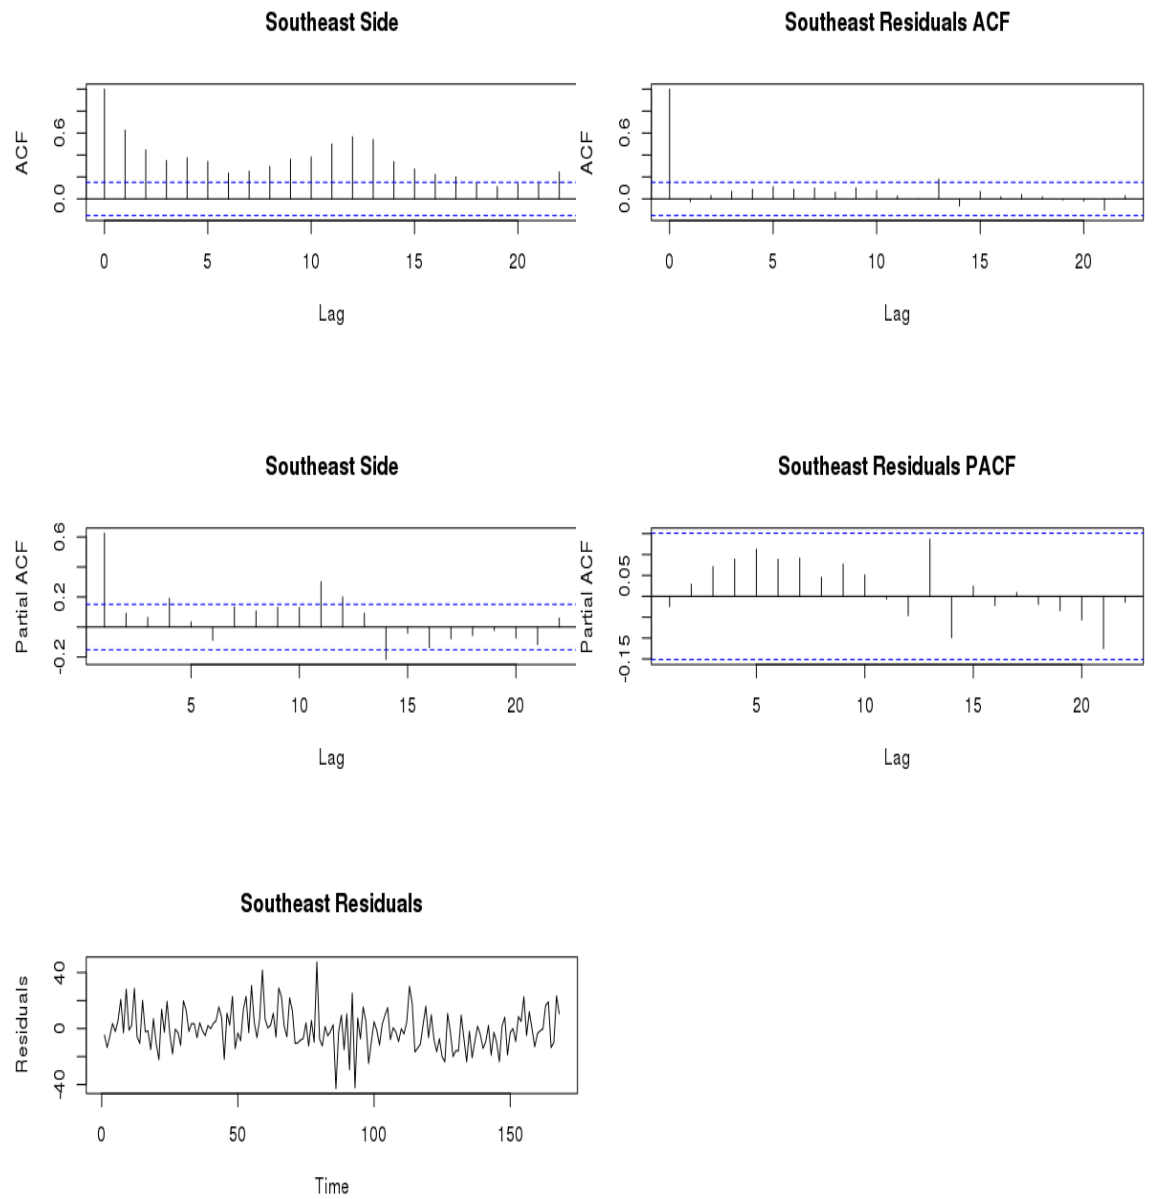 Southeast Side
ACF
0.0 0.6
0 5 10 15 20
Lag
Southeast Residuals ACF
ACF
0.0 0.6
0 5 10 15 20
Lag
Southeast Side
Partial ACF
-0.2 0.2 0.6
5 10 15 20
Lag
Southeast Residuals PACF
Partial ACF
-0.15 0.05
5 10 15 20
Lag
Southeast Residuals
Residuals
-40 0 40
0 50 100 150
Time